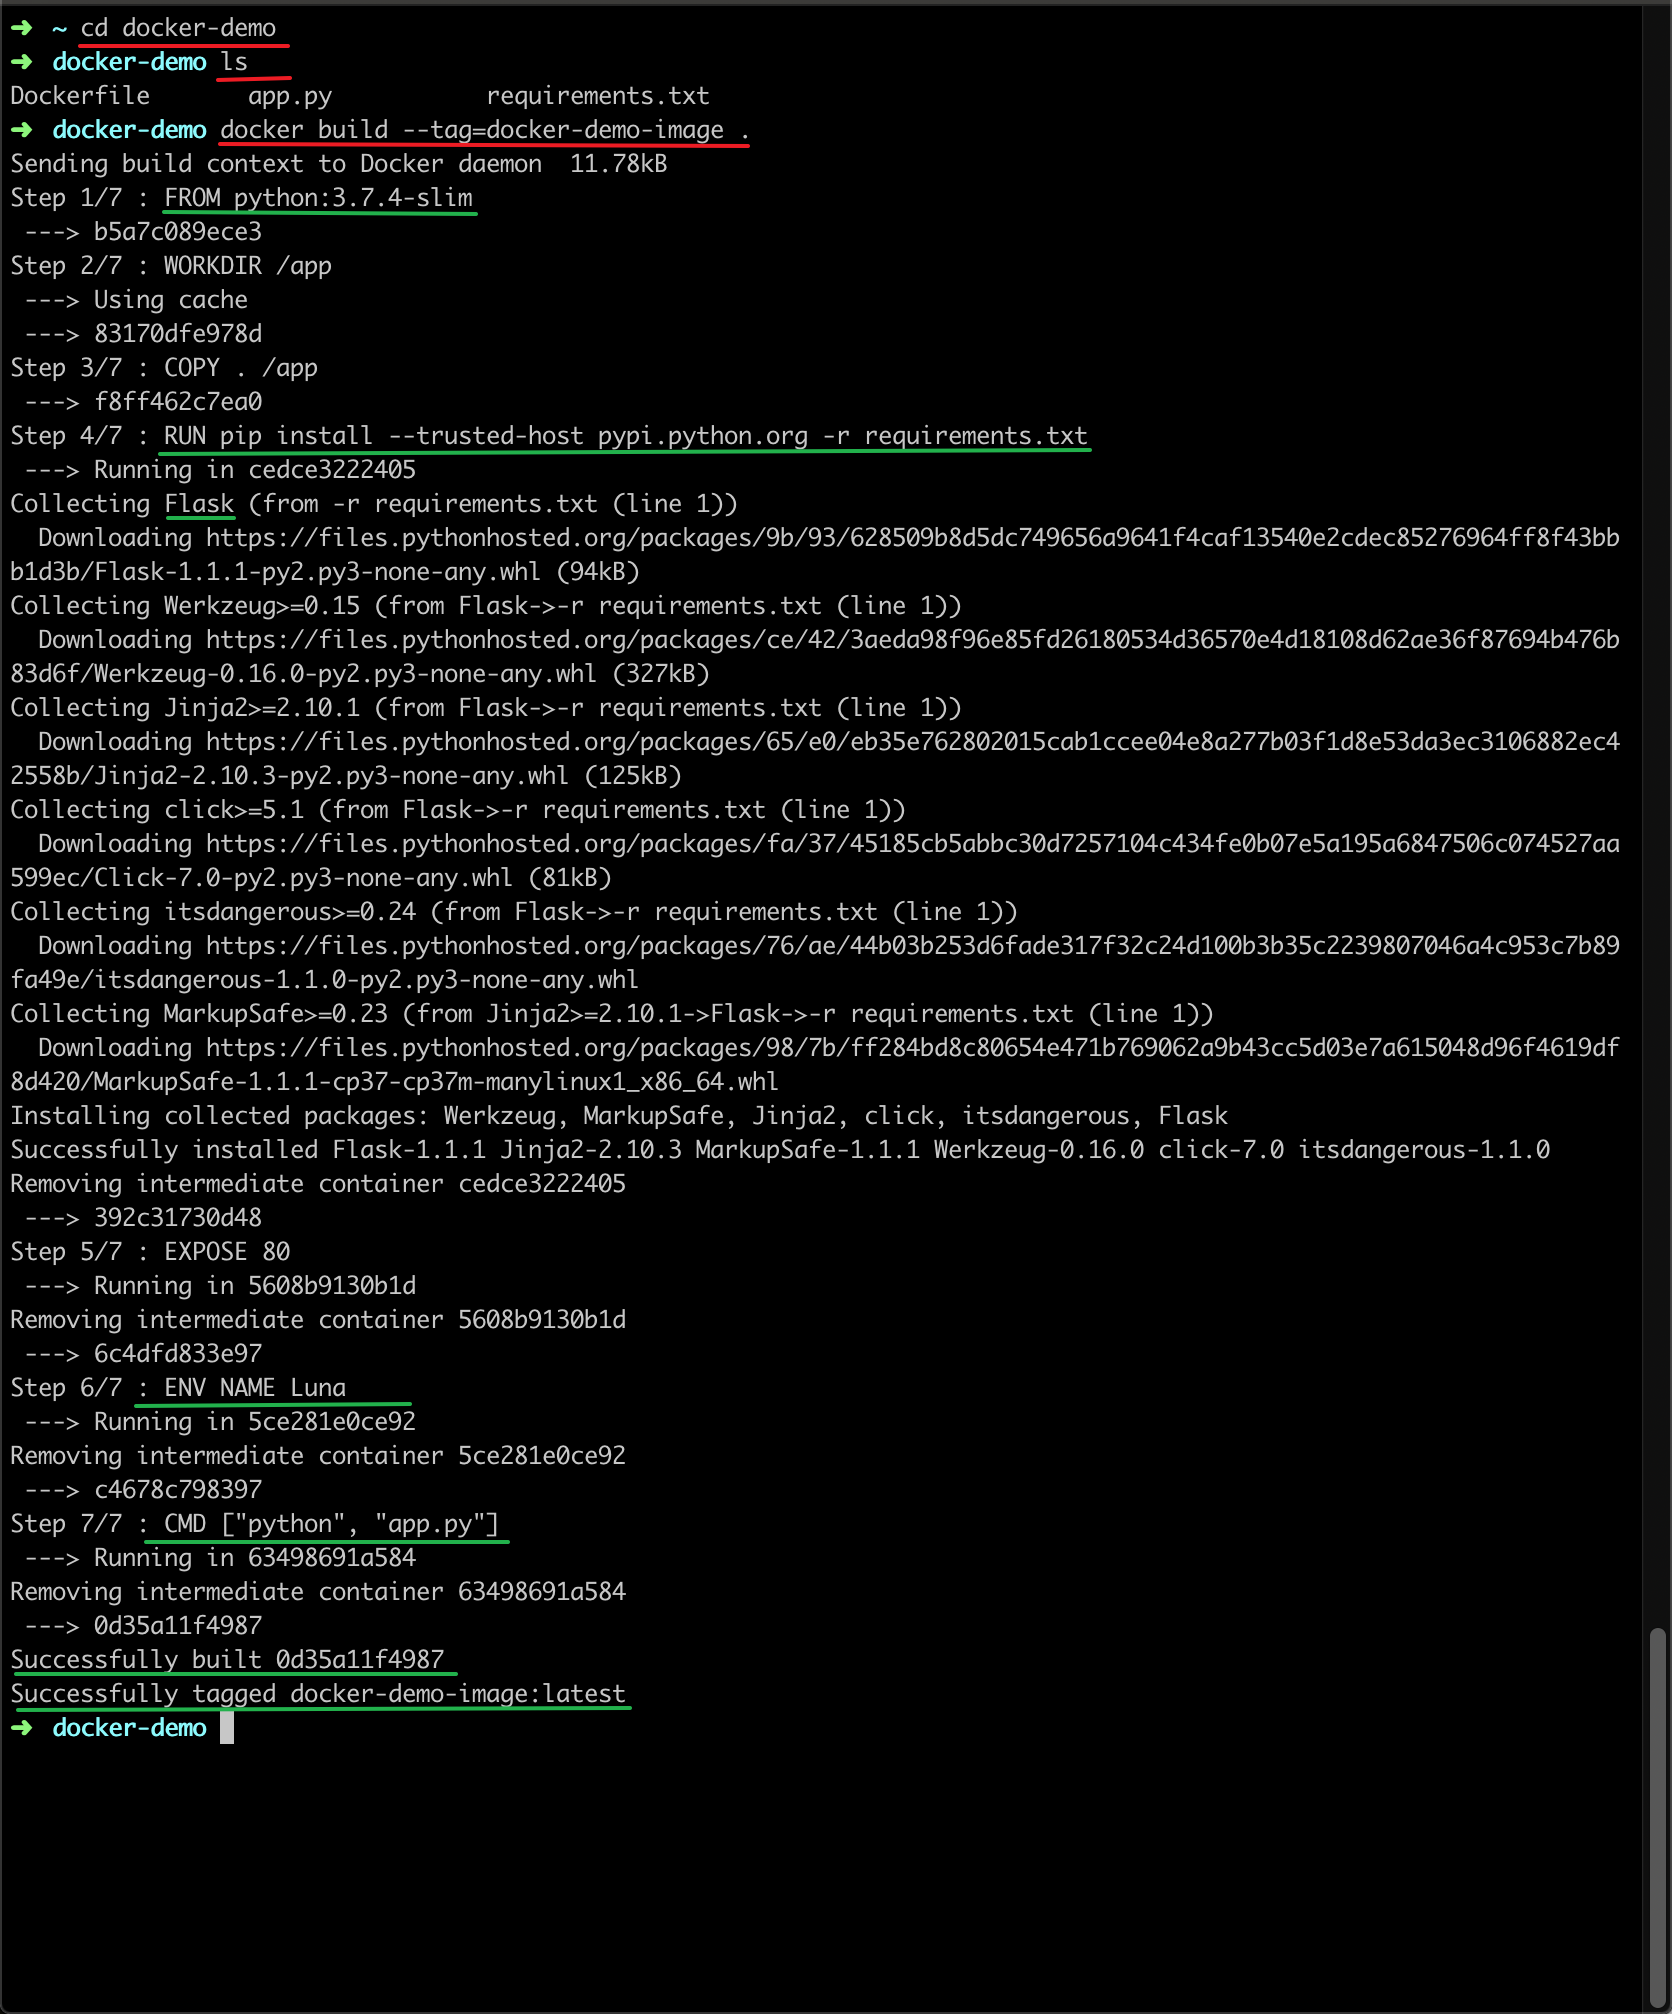 ➜  ~ cd docker-demo
➜  docker-demo ls
Dockerfile       app.py           requirements.txt
➜  docker-demo docker build --tag=docker-demo-image .
Sending build context to Docker daemon  11.78kB
Step 1/7 : FROM python:3.7.4-slim
 ---> b5a7c089ece3
Step 2/7 : WORKDIR /app
 ---> Using cache
 ---> 83170dfe978d
Step 3/7 : COPY . /app
 ---> f8ff462c7ea0
Step 4/7 : RUN pip install --trusted-host pypi.python.org -r requirements.txt
 ---> Running in cedce3222405
Collecting Flask (from -r requirements.txt (line 1))
  Downloading https://files.pythonhosted.org/packages/9b/93/628509b8d5dc749656a9641f4caf13540e2cdec85276964ff8f43bb
b1d3b/Flask-1.1.1-py2.py3-none-any.whl (94kB)
Collecting Werkzeug>=0.15 (from Flask->-r requirements.txt (line 1))
  Downloading https://files.pythonhosted.org/packages/ce/42/3aeda98f96e85fd26180534d36570e4d18108d62ae36f87694b476b
83d6f/Werkzeug-0.16.0-py2.py3-none-any.whl (327kB)
Collecting Jinja2>=2.10.1 (from Flask->-r requirements.txt (line 1))
  Downloading https://files.pythonhosted.org/packages/65/e0/eb35e762802015cab1ccee04e8a277b03f1d8e53da3ec3106882ec4
2558b/Jinja2-2.10.3-py2.py3-none-any.whl (125kB)
Collecting click>=5.1 (from Flask->-r requirements.txt (line 1))
  Downloading https://files.pythonhosted.org/packages/fa/37/45185cb5abbc30d7257104c434fe0b07e5a195a6847506c074527aa
599ec/Click-7.0-py2.py3-none-any.whl (81kB)
Collecting itsdangerous>=0.24 (from Flask->-r requirements.txt (line 1))
  Downloading https://files.pythonhosted.org/packages/76/ae/44b03b253d6fade317f32c24d100b3b35c2239807046a4c953c7b89
fa49e/itsdangerous-1.1.0-py2.py3-none-any.whl
Collecting MarkupSafe>=0.23 (from Jinja2>=2.10.1->Flask->-r requirements.txt (line 1))
  Downloading https://files.pythonhosted.org/packages/98/7b/ff284bd8c80654e471b769062a9b43cc5d03e7a615048d96f4619df
8d420/MarkupSafe-1.1.1-cp37-cp37m-manylinux1_x86_64.whl
Installing collected packages: Werkzeug, MarkupSafe, Jinja2, click, itsdangerous, Flask
Successfully installed Flask-1.1.1 Jinja2-2.10.3 MarkupSafe-1.1.1 Werkzeug-0.16.0 click-7.0 itsdangerous-1.1.0
Removing intermediate container cedce3222405
 ---> 392c31730d48
Step 5/7 : EXPOSE 80
 ---> Running in 5608b9130b1d
Removing intermediate container 5608b9130b1d
 ---> 6c4dfd833e97
Step 6/7 : ENV NAME Luna
 ---> Running in 5ce281e0ce92
Removing intermediate container 5ce281e0ce92
 ---> c4678c798397
Step 7/7 : CMD ["python", "app.py"]
 ---> Running in 63498691a584
Removing intermediate container 63498691a584
 ---> 0d35a11f4987
Successfully built 0d35a11f4987
Successfully tagged docker-demo-image:latest
➜  docker-demo